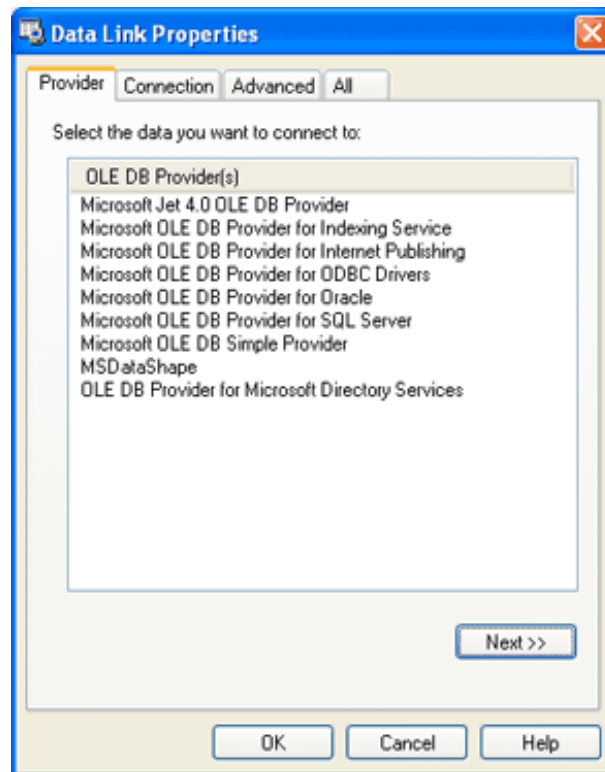 Data Link Properties
Provider Connection Advanced All
Select the data you want to connect to:
OLE DB Provider(s)
Microsoft Jet 4.0 OLE DB Provider
Microsoft OLE DB Provider for Indexing Service
Microsoft OLE DB Provider for Internet Publishing
Microsoft OLE DB Provider for ODBC Drivers
Microsoft OLE DB Provider for Oracle
Microsoft OLE DB Provider for SQL Server
Microsoft OLE DB Simple Provider
MSDataShape
OLE DB Provider for Microsoft Directory Services
Next >>
OK Cancel Help